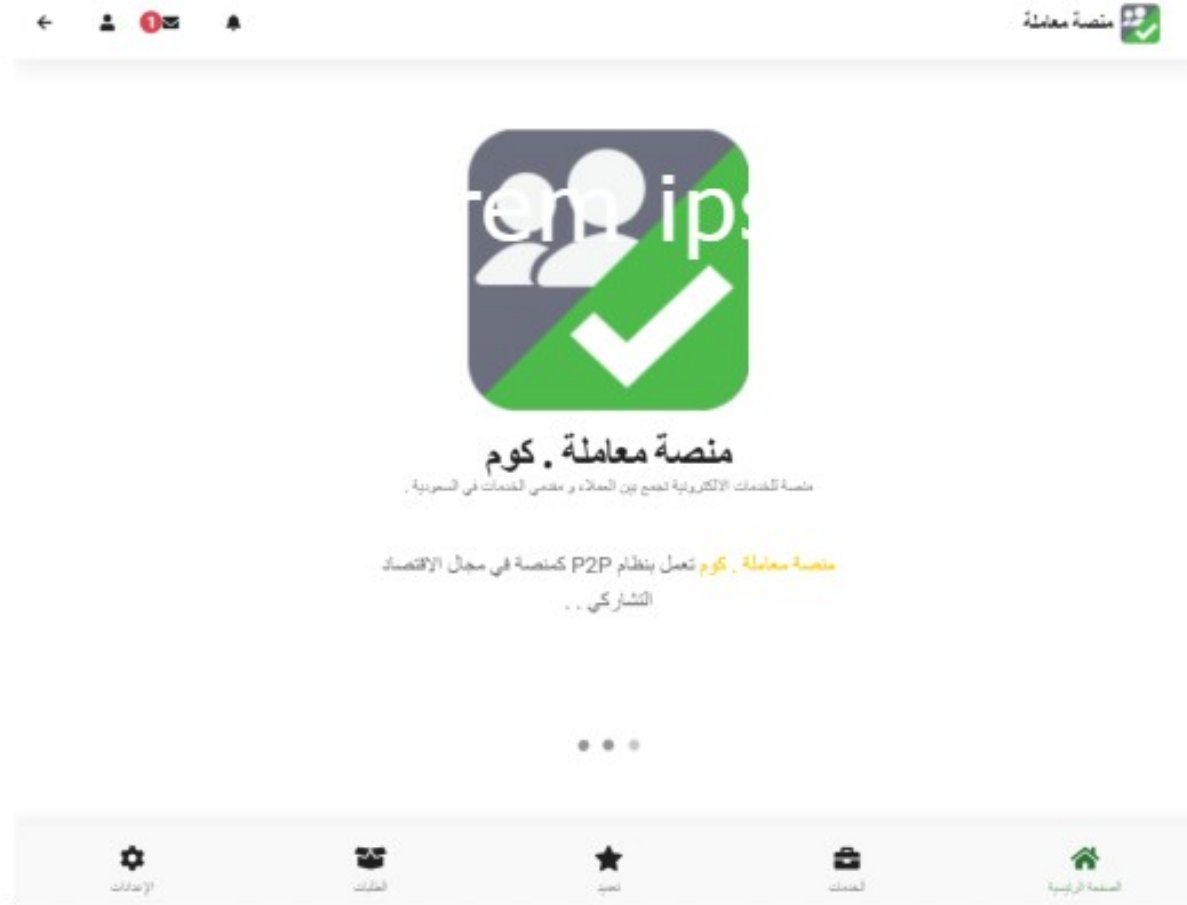 منصة معاملة
1
rem ips
منصة معاملة . كوم
منصة للخدمات الالكترونية تجمع بين العملاء و مقدمي الخدمات في السعودية .
منصة معاملة . كوم تعمل بنظام P2P كمنصة في مجال الاقتصاد
التشاركي . .
الصفحة الرئيسية
الخدمات
الطلبات
الإعدادات